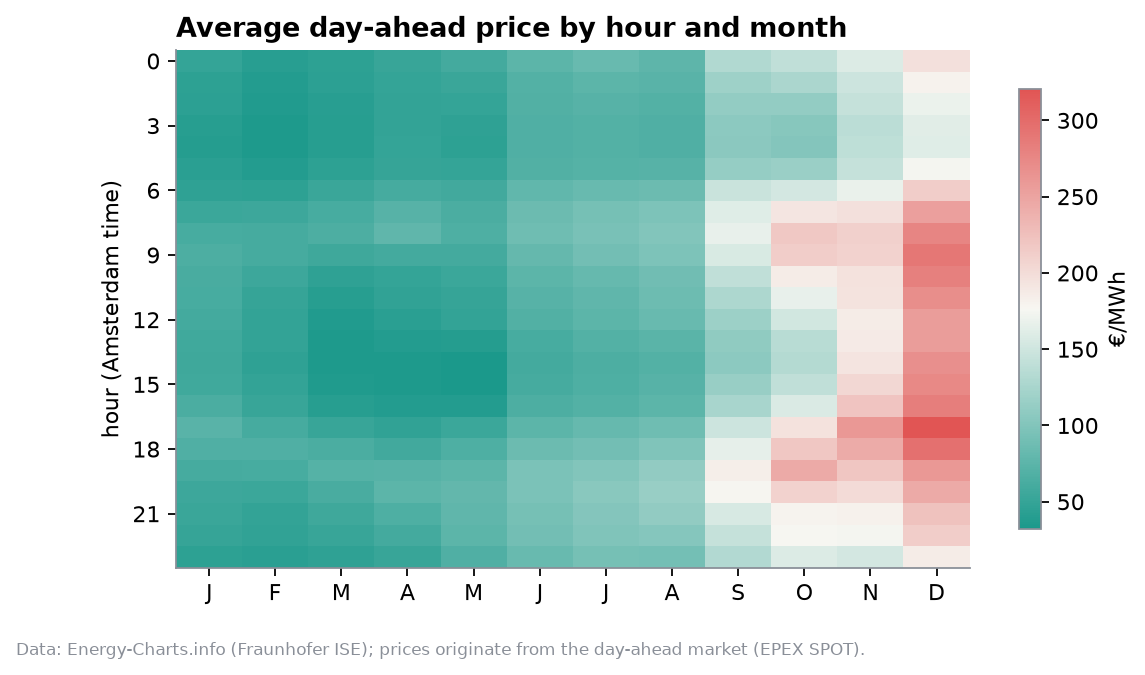 Average day-ahead price by hour and month
0
3
6
9
12
15
18
21
hour (Amsterdam time)
J F M A M J J A S O N D
300
250
200
150
100
50
€/MWh
Data: Energy-Charts.info (Fraunhofer ISE); prices originate from the day-ahead market (EPEX SPOT).